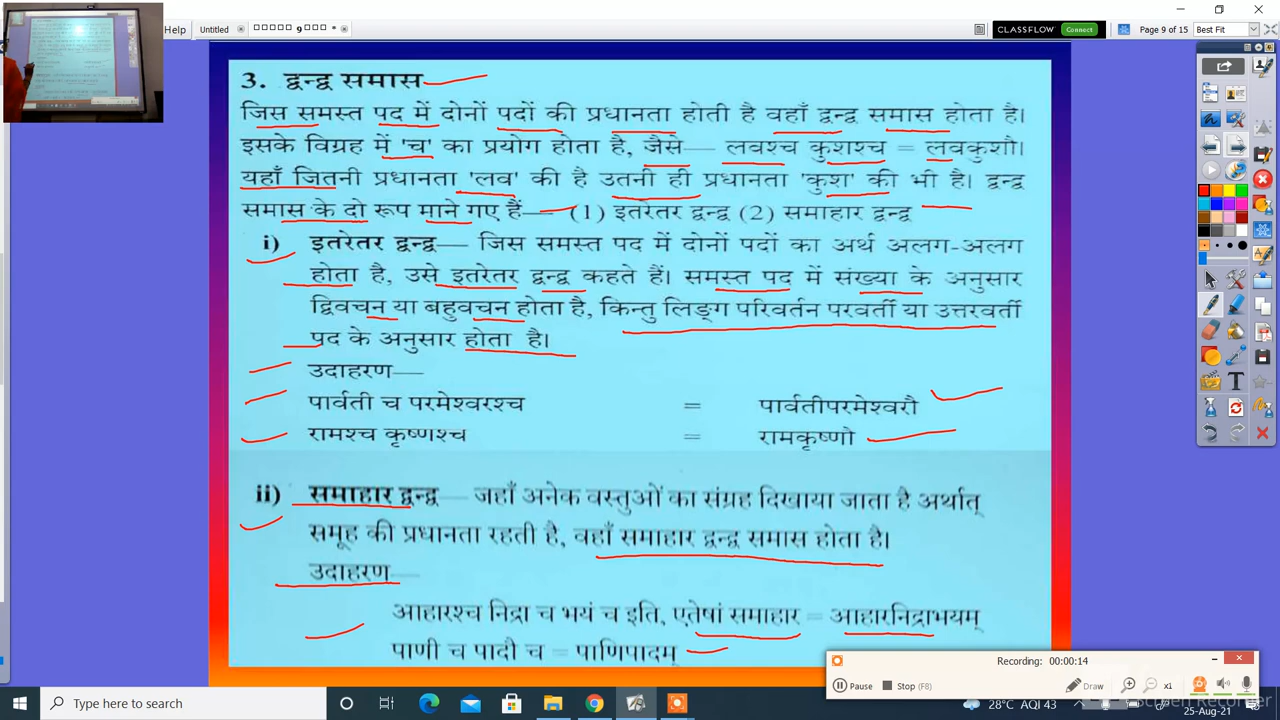 Help
Untitled
9 *
CLASSFLOW
Connect
Page 9 of 15
Best Fit
3. द्वन्द्व समास
जिस समस्त पद में दोनों पदों की प्रधानता होती है वहाँ द्वन्द्व समास होता है।
इसके विग्रह में 'च' का प्रयोग होता है, जैसे— लवश्च कुशश्च = लवकुशौ।
यहाँ जितनी प्रधानता 'लव' की है उतनी ही प्रधानता 'कुश' की भी है। द्वन्द्व
समास के दो रूप माने गए हैं— (1) इतरेतर द्वन्द्व (2) समाहार द्वन्द्व
i) इतरेतर द्वन्द्व— जिस समस्त पद में दोनों पदों का अर्थ अलग-अलग
होता है, उसे इतरेतर द्वन्द्व कहते हैं। समस्त पद में संख्या के अनुसार
द्विवचन या बहुवचन होता है, किन्तु लिङ्ग परिवर्तन परवर्ती या उत्तरवर्ती
पद के अनुसार होता है।
उदाहरण—
पार्वती च परमेश्वरश्च = पार्वतीपरमेश्वरौ
रामश्च कृष्णश्च = रामकृष्णो
ii) समाहार द्वन्द्व— जहाँ अनेक वस्तुओं का संग्रह दिखाया जाता है अर्थात्
समूह की प्रधानता रहती है, वहाँ समाहार द्वन्द्व समास होता है।
उदाहरण—
आहारश्च निद्रा च भयं च इति, एतेषां समाहार = आहारनिद्राभयम्
पाणी च पादौ च = पाणिपादम्
Recording: 00:00:14
Pause
Stop (F8)
Draw
x1
Type here to search
28°C AQI 43
25-Aug-21